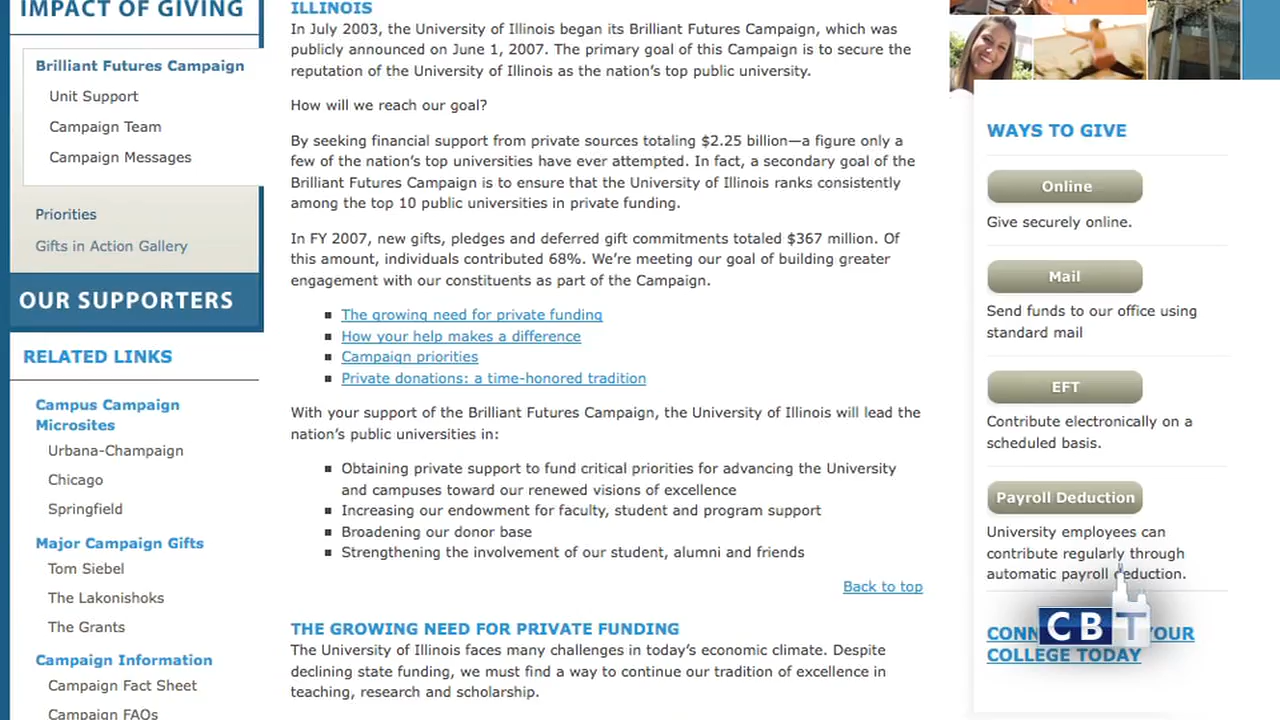 IMPACT OF GIVING
Brilliant Futures Campaign
Unit Support
Campaign Team
Campaign Messages
Priorities
Gifts in Action Gallery
OUR SUPPORTERS
RELATED LINKS
Campus Campaign
Microsites
Urbana-Champaign
Chicago
Springfield
Major Campaign Gifts
Tom Siebel
The Lakonishoks
The Grants
Campaign Information
Campaign Fact Sheet
Campaign FAQs
ILLINOIS
In July 2003, the University of Illinois began its Brilliant Futures Campaign, which was
publicly announced on June 1, 2007. The primary goal of this Campaign is to secure the
reputation of the University of Illinois as the nation's top public university.
How will we reach our goal?
By seeking financial support from private sources totaling $2.25 billion—a figure only a
few of the nation's top universities have ever attempted. In fact, a secondary goal of the
Brilliant Futures Campaign is to ensure that the University of Illinois ranks consistently
among the top 10 public universities in private funding.
In FY 2007, new gifts, pledges and deferred gift commitments totaled $367 million. Of
this amount, individuals contributed 68%. We're meeting our goal of building greater
engagement with our constituents as part of the Campaign.
The growing need for private funding
How your help makes a difference
Campaign priorities
Private donations: a time-honored tradition
With your support of the Brilliant Futures Campaign, the University of Illinois will lead the
nation's public universities in:
Obtaining private support to fund critical priorities for advancing the University
and campuses toward our renewed visions of excellence
Increasing our endowment for faculty, student and program support
Broadening our donor base
Strengthening the involvement of our student, alumni and friends
Back to top
THE GROWING NEED FOR PRIVATE FUNDING
The University of Illinois faces many challenges in today's economic climate. Despite
declining state funding, we must find a way to continue our tradition of excellence in
teaching, research and scholarship.
WAYS TO GIVE
Online
Give securely online.
Mail
Send funds to our office using
standard mail
EFT
Contribute electronically on a
scheduled basis.
Payroll Deduction
University employees can
contribute regularly through
automatic payroll deduction.
YOUR
COLLEGE TODAY
CBT